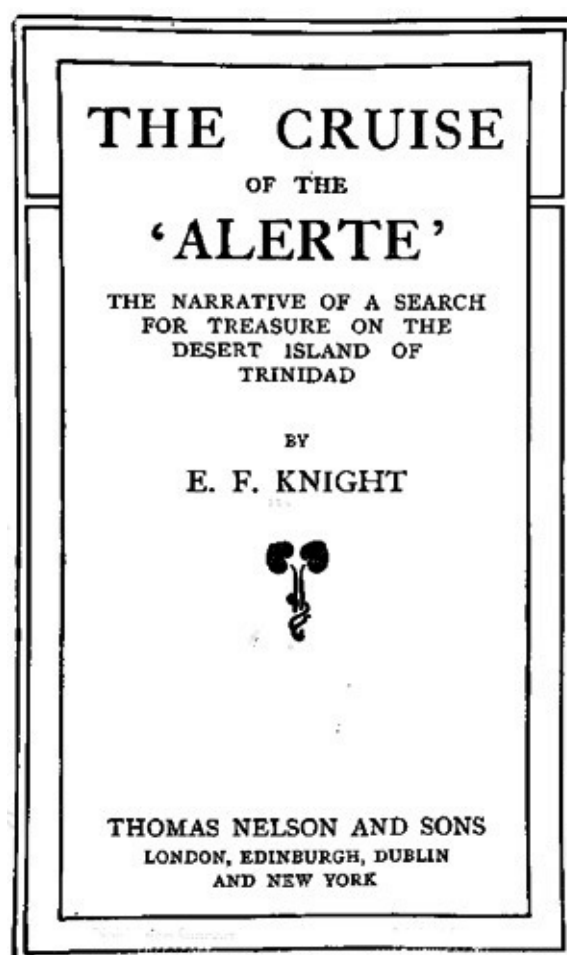 THE CRUISE
OF THE
‘ALERTE’
THE NARRATIVE OF A SEARCH
FOR TREASURE ON THE
DESERT ISLAND OF
TRINIDAD
BY
E. F. KNIGHT
THOMAS NELSON AND SONS
LONDON, EDINBURGH, DUBLIN
AND NEW YORK